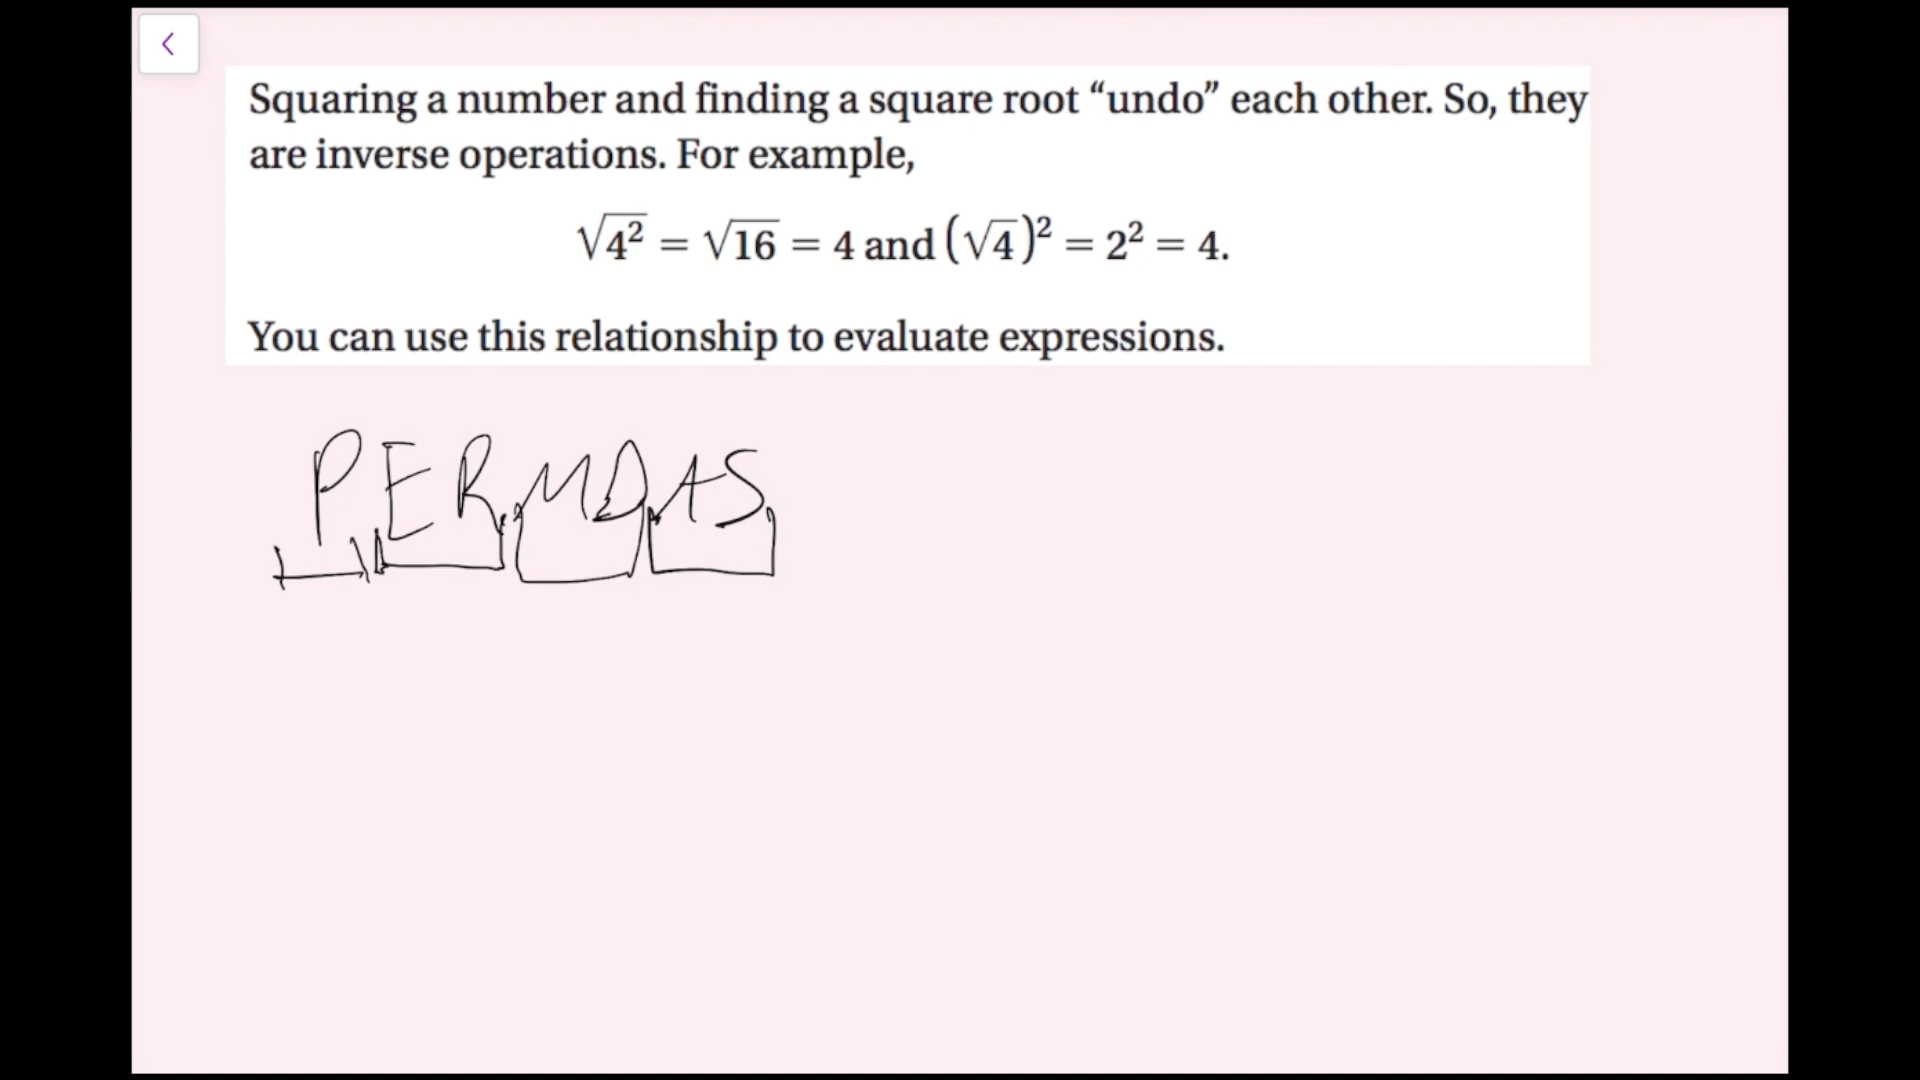 Squaring a number and finding a square root “undo” each other. So, they
are inverse operations. For example,
√4² = √16 = 4 and (√4)² = 2² = 4.
You can use this relationship to evaluate expressions.
PERMDAS